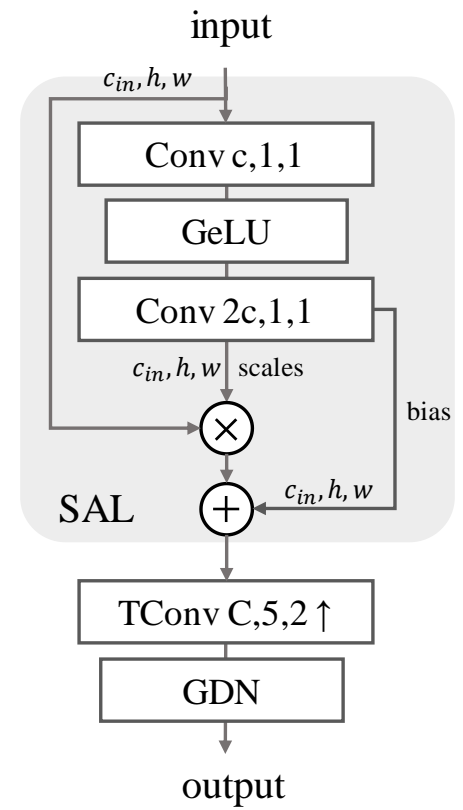 input
c_in, h, w
Conv c,1,1
GeLU
Conv 2c,1,1
c_in, h, w scales
bias
×
c_in, h, w
+
SAL
TConv C,5,2 ↑
GDN
output